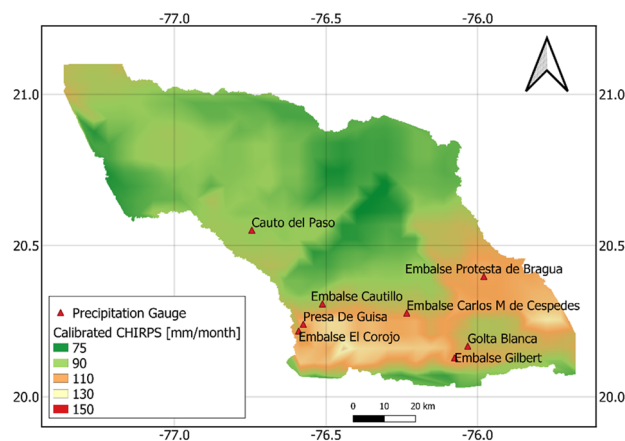 -77.0 -76.5 -76.0
21.0 21.0
Cauto del Paso
20.5 20.5
Embalse Protesta de Bragua
Embalse Cautillo
Embalse Carlos M de Cespedes
Precipitation Gauge
Presa De Guisa
Calibrated CHIRPS [mm/month]
Embalse El Corojo
Golta Blanca
75
90
Embalse Gilbert
110
130
150
0 10 20 km
20.0 20.0
-77.0 -76.5 -76.0